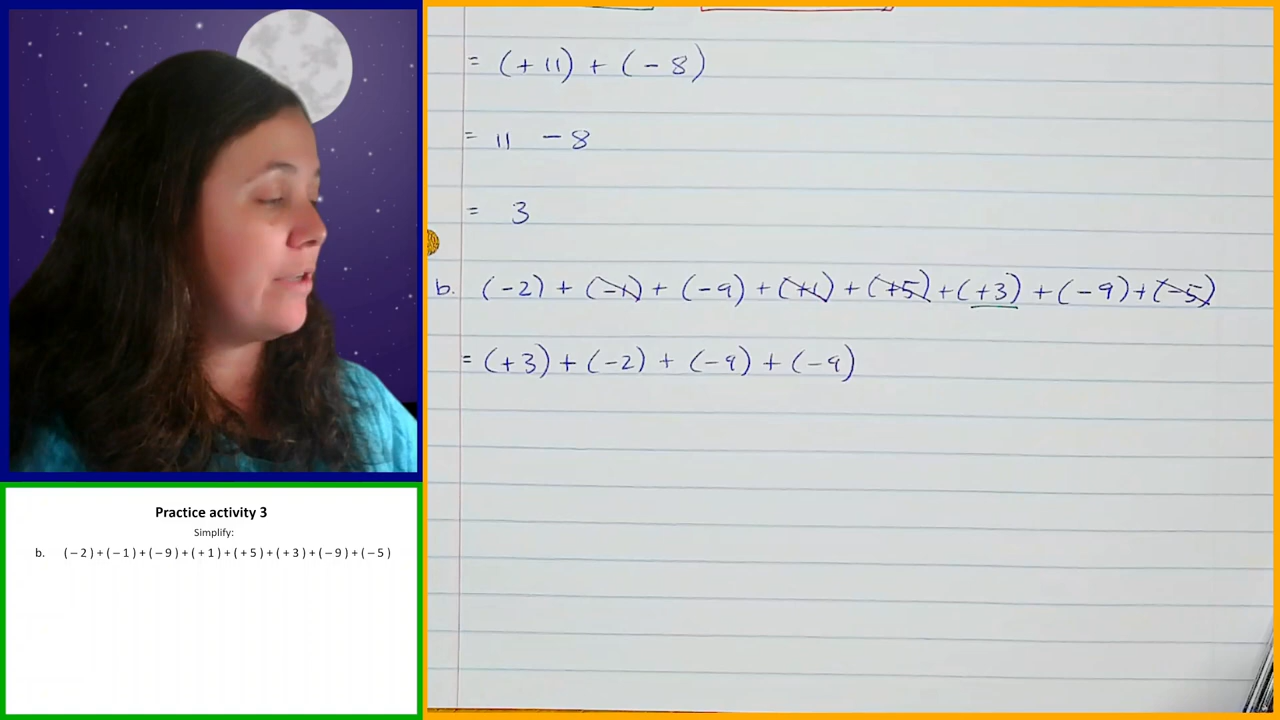 = (+11) + (-8)
= 11 - 8
= 3
b. (-2) + (-1) + (-9) + (+1) + (+5) + (+3) + (-9) + (-5)
= (+3) + (-2) + (-9) + (-9)
Practice activity 3
Simplify:
b. (−2)+(−1)+(−9)+(+1)+(+5)+(+3)+(−9)+(−5)